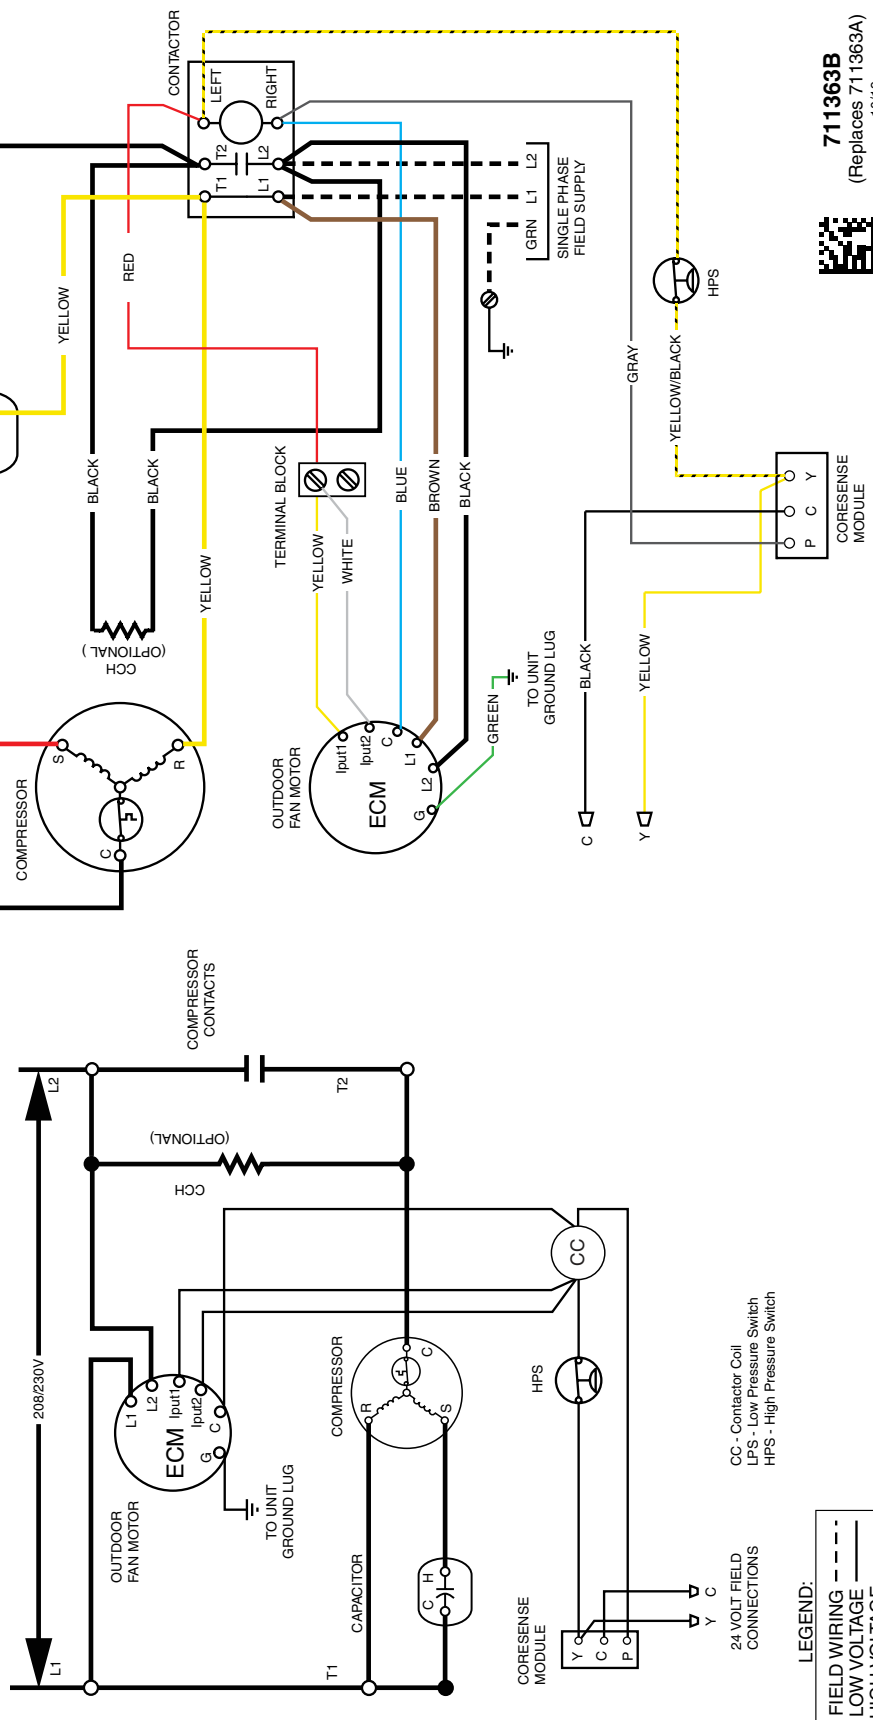 208/230V
L1
L2
OUTDOOR
FAN MOTOR
ECM
L1
L2
Iput1
Iput2
C
G
TO UNIT
GROUND LUG
CCH
(OPTIONAL)
COMPRESSOR
CONTACTS
T2
T1
CAPACITOR
C
H
COMPRESSOR
R
S
C
CC
HPS
CORESENSE
MODULE
Y
C
P
Y
C
24 VOLT FIELD
CONNECTIONS
CC - Contactor Coil
LPS - Low Pressure Switch
HPS - High Pressure Switch
LEGEND:
FIELD WIRING
LOW VOLTAGE
HIGH VOLTAGE
COMPRESSOR
C
S
R
CCH
(OPTIONAL )
BLACK
BLACK
YELLOW
YELLOW
RED
CONTACTOR
LEFT
RIGHT
T2
L2
T1
L1
L2
L1
GRN
SINGLE PHASE
FIELD SUPPLY
TERMINAL BLOCK
YELLOW
WHITE
BLUE
BROWN
BLACK
OUTDOOR
FAN MOTOR
ECM
Iput1
Iput2
C
L1
L2
G
GREEN
TO UNIT
GROUND LUG
BLACK
YELLOW
C
Y
GRAY
YELLOW/BLACK
HPS
Y
C
P
CORESENSE
MODULE
711363B
(Replaces 711363A)